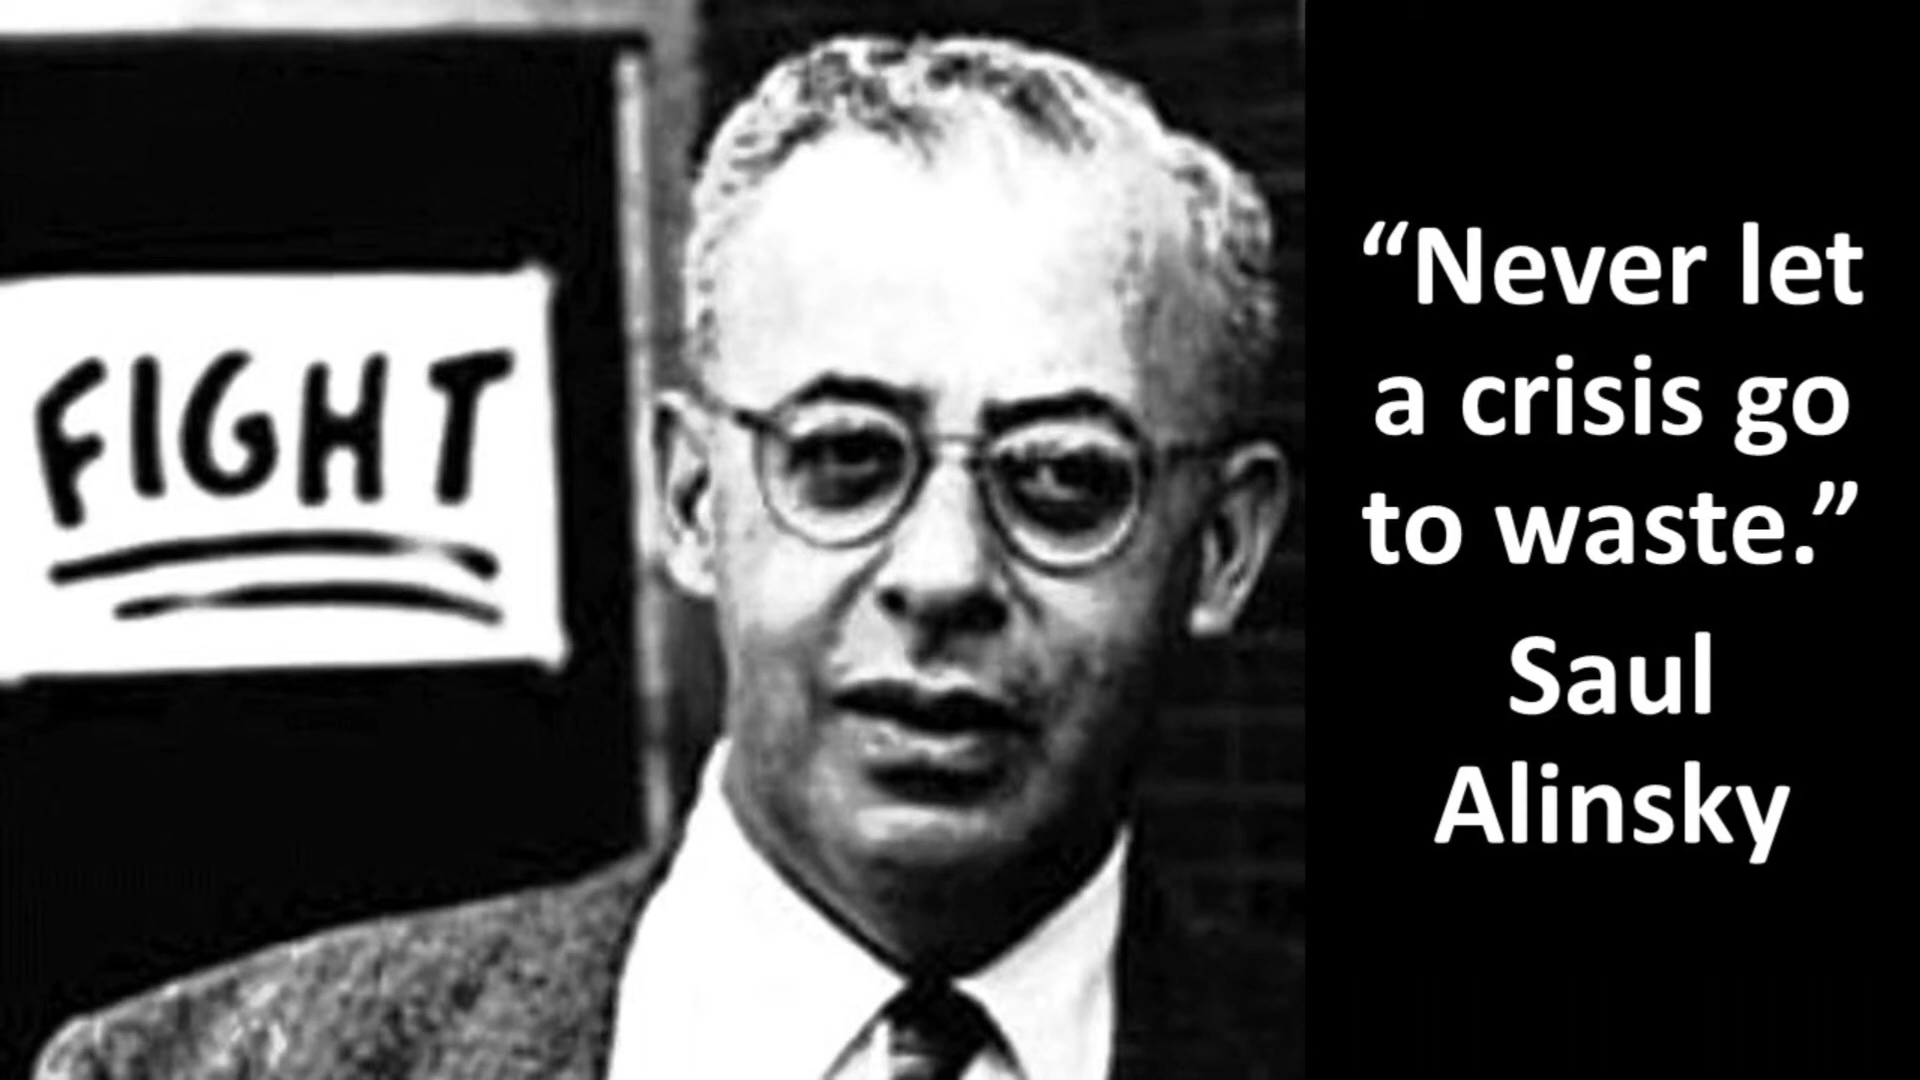 FIGHT
“Never let
a crisis go
to waste.”
Saul
Alinsky